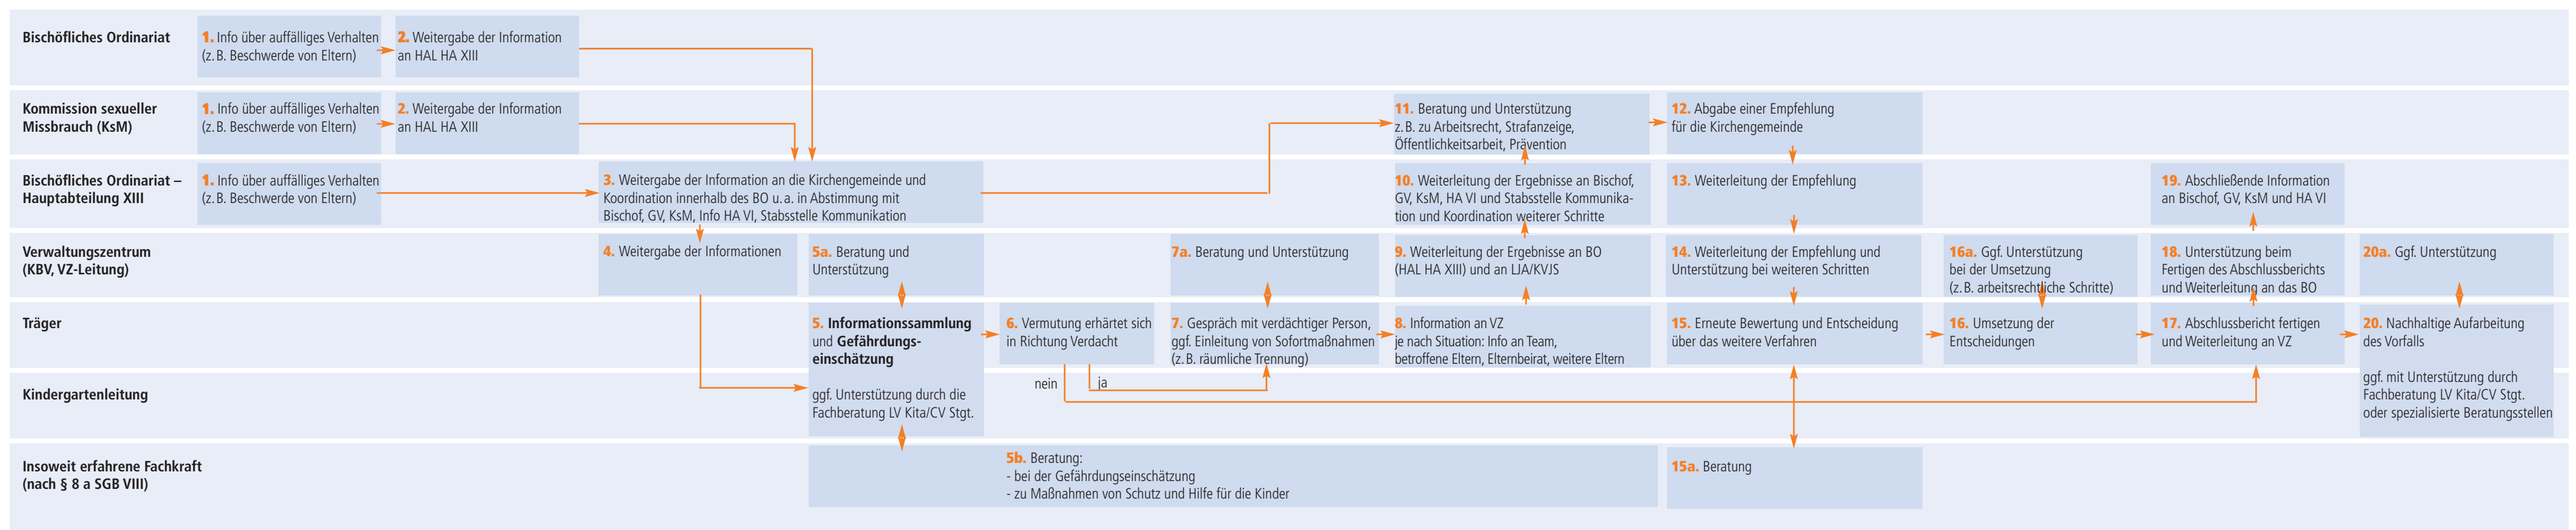 Bischöfliches Ordinariat
1. Info über auffälliges Verhalten
(z. B. Beschwerde von Eltern)
2. Weitergabe der Information
an HAL HA XIII
Kommission sexueller
Missbrauch (KsM)
1. Info über auffälliges Verhalten
(z. B. Beschwerde von Eltern)
2. Weitergabe der Information
an HAL HA XIII
11. Beratung und Unterstützung
z. B. zu Arbeitsrecht, Strafanzeige,
Öffentlichkeitsarbeit, Prävention
12. Abgabe einer Empfehlung
für die Kirchengemeinde
Bischöfliches Ordinariat –
Hauptabteilung XIII
1. Info über auffälliges Verhalten
(z. B. Beschwerde von Eltern)
3. Weitergabe der Information an die Kirchengemeinde und
Koordination innerhalb des BO u. a. in Abstimmung mit
Bischof, GV, KsM, Info HA VI, Stabsstelle Kommunikation
10. Weiterleitung der Ergebnisse an Bischof,
GV, KsM, HA VI und Stabsstelle Kommunika-
tion und Koordination weiterer Schritte
13. Weiterleitung der Empfehlung
19. Abschließende Information
an Bischof, GV, KsM und HA VI
Verwaltungszentrum
(KBV, VZ-Leitung)
4. Weitergabe der Informationen
5a. Beratung und
Unterstützung
7a. Beratung und Unterstützung
9. Weiterleitung der Ergebnisse an BO
(HAL HA XIII) und an LJA/KVJS
14. Weiterleitung der Empfehlung und
Unterstützung bei weiteren Schritten
16a. Ggf. Unterstützung
bei der Umsetzung
(z. B. arbeitsrechtliche Schritte)
18. Unterstützung beim
Fertigen des Abschlussberichts
und Weiterleitung an das BO
20a. Ggf. Unterstützung
Träger
5. Informationssammlung
und Gefährdungs-
einschätzung
6. Vermutung erhärtet sich
in Richtung Verdacht
7. Gespräch mit verdächtiger Person,
ggf. Einleitung von Sofortmaßnahmen
(z. B. räumliche Trennung)
8. Information an VZ
je nach Situation: Info an Team,
betroffene Eltern, Elternbeirat, weitere Eltern
15. Erneute Bewertung und Entscheidung
über das weitere Verfahren
16. Umsetzung der
Entscheidungen
17. Abschlussbericht fertigen
und Weiterleitung an VZ
20. Nachhaltige Aufarbeitung
des Vorfalls
Kindergartenleitung
ggf. Unterstützung durch die
Fachberatung LV Kita/CV Stgt.
nein
ja
ggf. mit Unterstützung durch
Fachberatung LV Kita/CV Stgt.
oder spezialisierte Beratungsstellen
Insoweit erfahrene Fachkraft
(nach § 8 a SGB VIII)
5b. Beratung:
- bei der Gefährdungseinschätzung
- zu Maßnahmen von Schutz und Hilfe für die Kinder
15a. Beratung